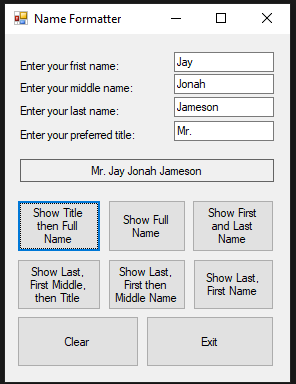 Name Formatter
Enter your frist name:
Jay
Enter your middle name:
Jonah
Enter your last name:
Jameson
Enter your preferred title:
Mr.
Mr. Jay Jonah Jameson
Show Title
then Full
Name
Show Full
Name
Show First
and Last
Name
Show Last,
First Middle,
then Title
Show Last,
First then
Middle Name
Show Last,
First Name
Clear
Exit